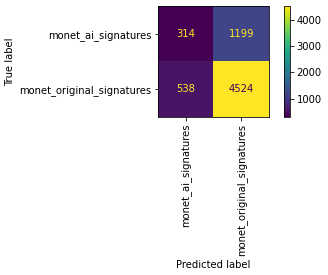 True label
monet_ai_signatures
monet_original_signatures
314
1199
538
4524
4000
3000
2000
1000
monet_ai_signatures
monet_original_signatures
Predicted label